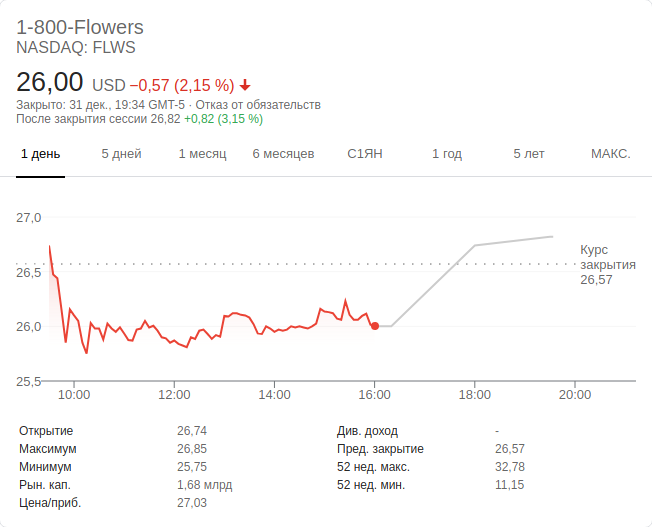 1-800-Flowers
NASDAQ: FLWS
26,00 USD −0,57 (2,15 %)
Закрыто: 31 дек., 19:34 GMT-5 · Отказ от обязательств
После закрытия сессии 26,82 +0,82 (3,15 %)
1 день 5 дней 1 месяц 6 месяцев С1ЯН 1 год 5 лет МАКС.
27,0
26,5
26,0
25,5
Курс
закрытия
26,57
10:00 12:00 14:00 16:00 18:00 20:00
Открытие 26,74
Максимум 26,85
Минимум 25,75
Рын. кап. 1,68 млрд
Цена/приб. 27,03
Див. доход -
Пред. закрытие 26,57
52 нед. макс. 32,78
52 нед. мин. 11,15